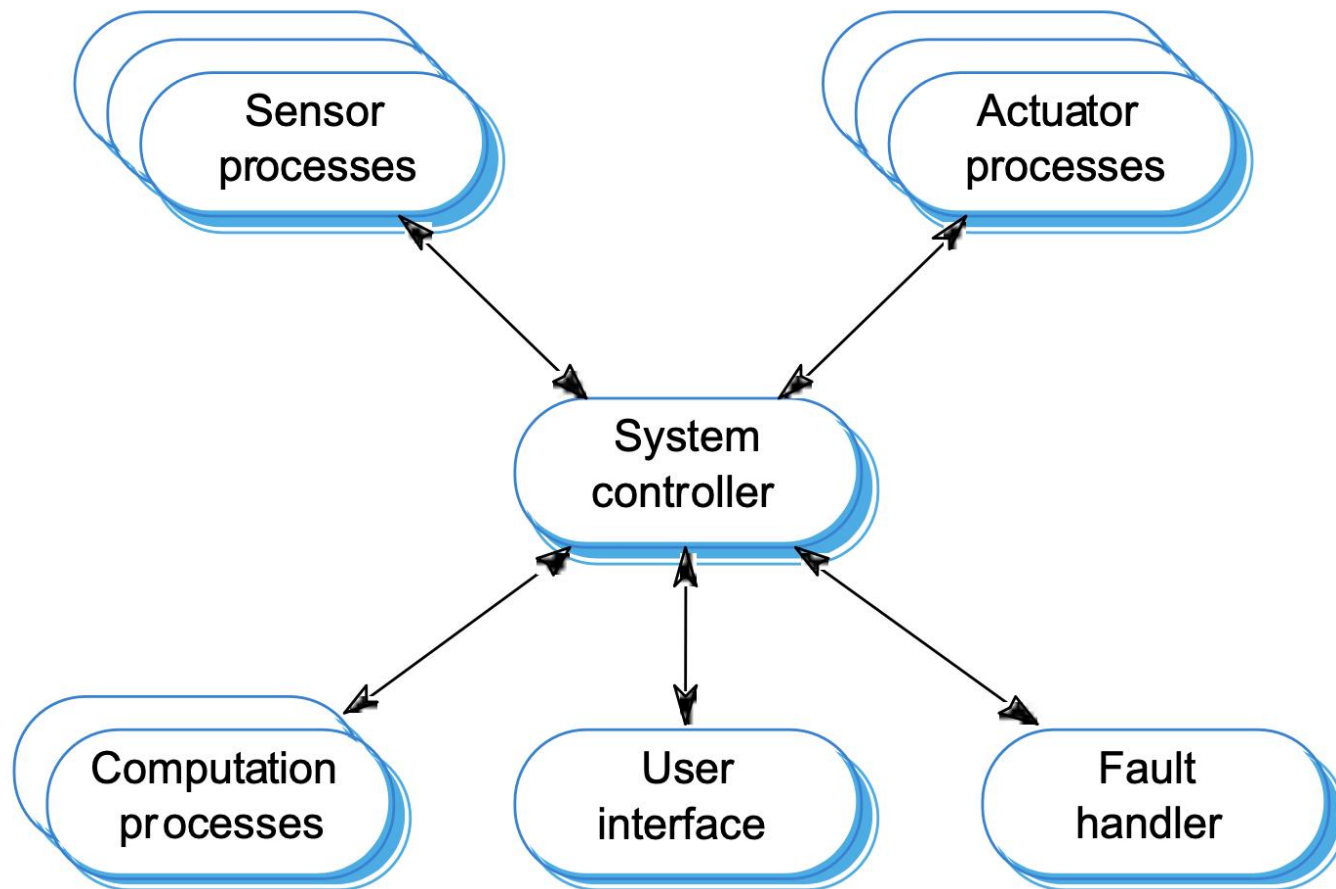 Sensor
processes
Actuator
processes
System
controller
Computation
processes
User
interface
Fault
handler